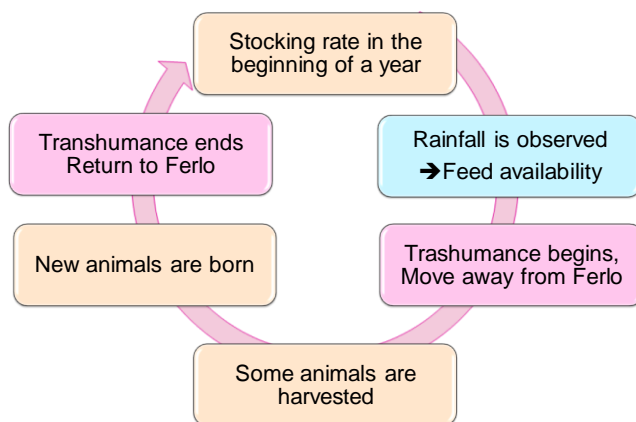 Stocking rate in the
beginning of a year
Rainfall is observed
➔Feed availability
Trashumance begins,
Move away from Ferlo
Some animals are
harvested
New animals are born
Transhumance ends
Return to Ferlo